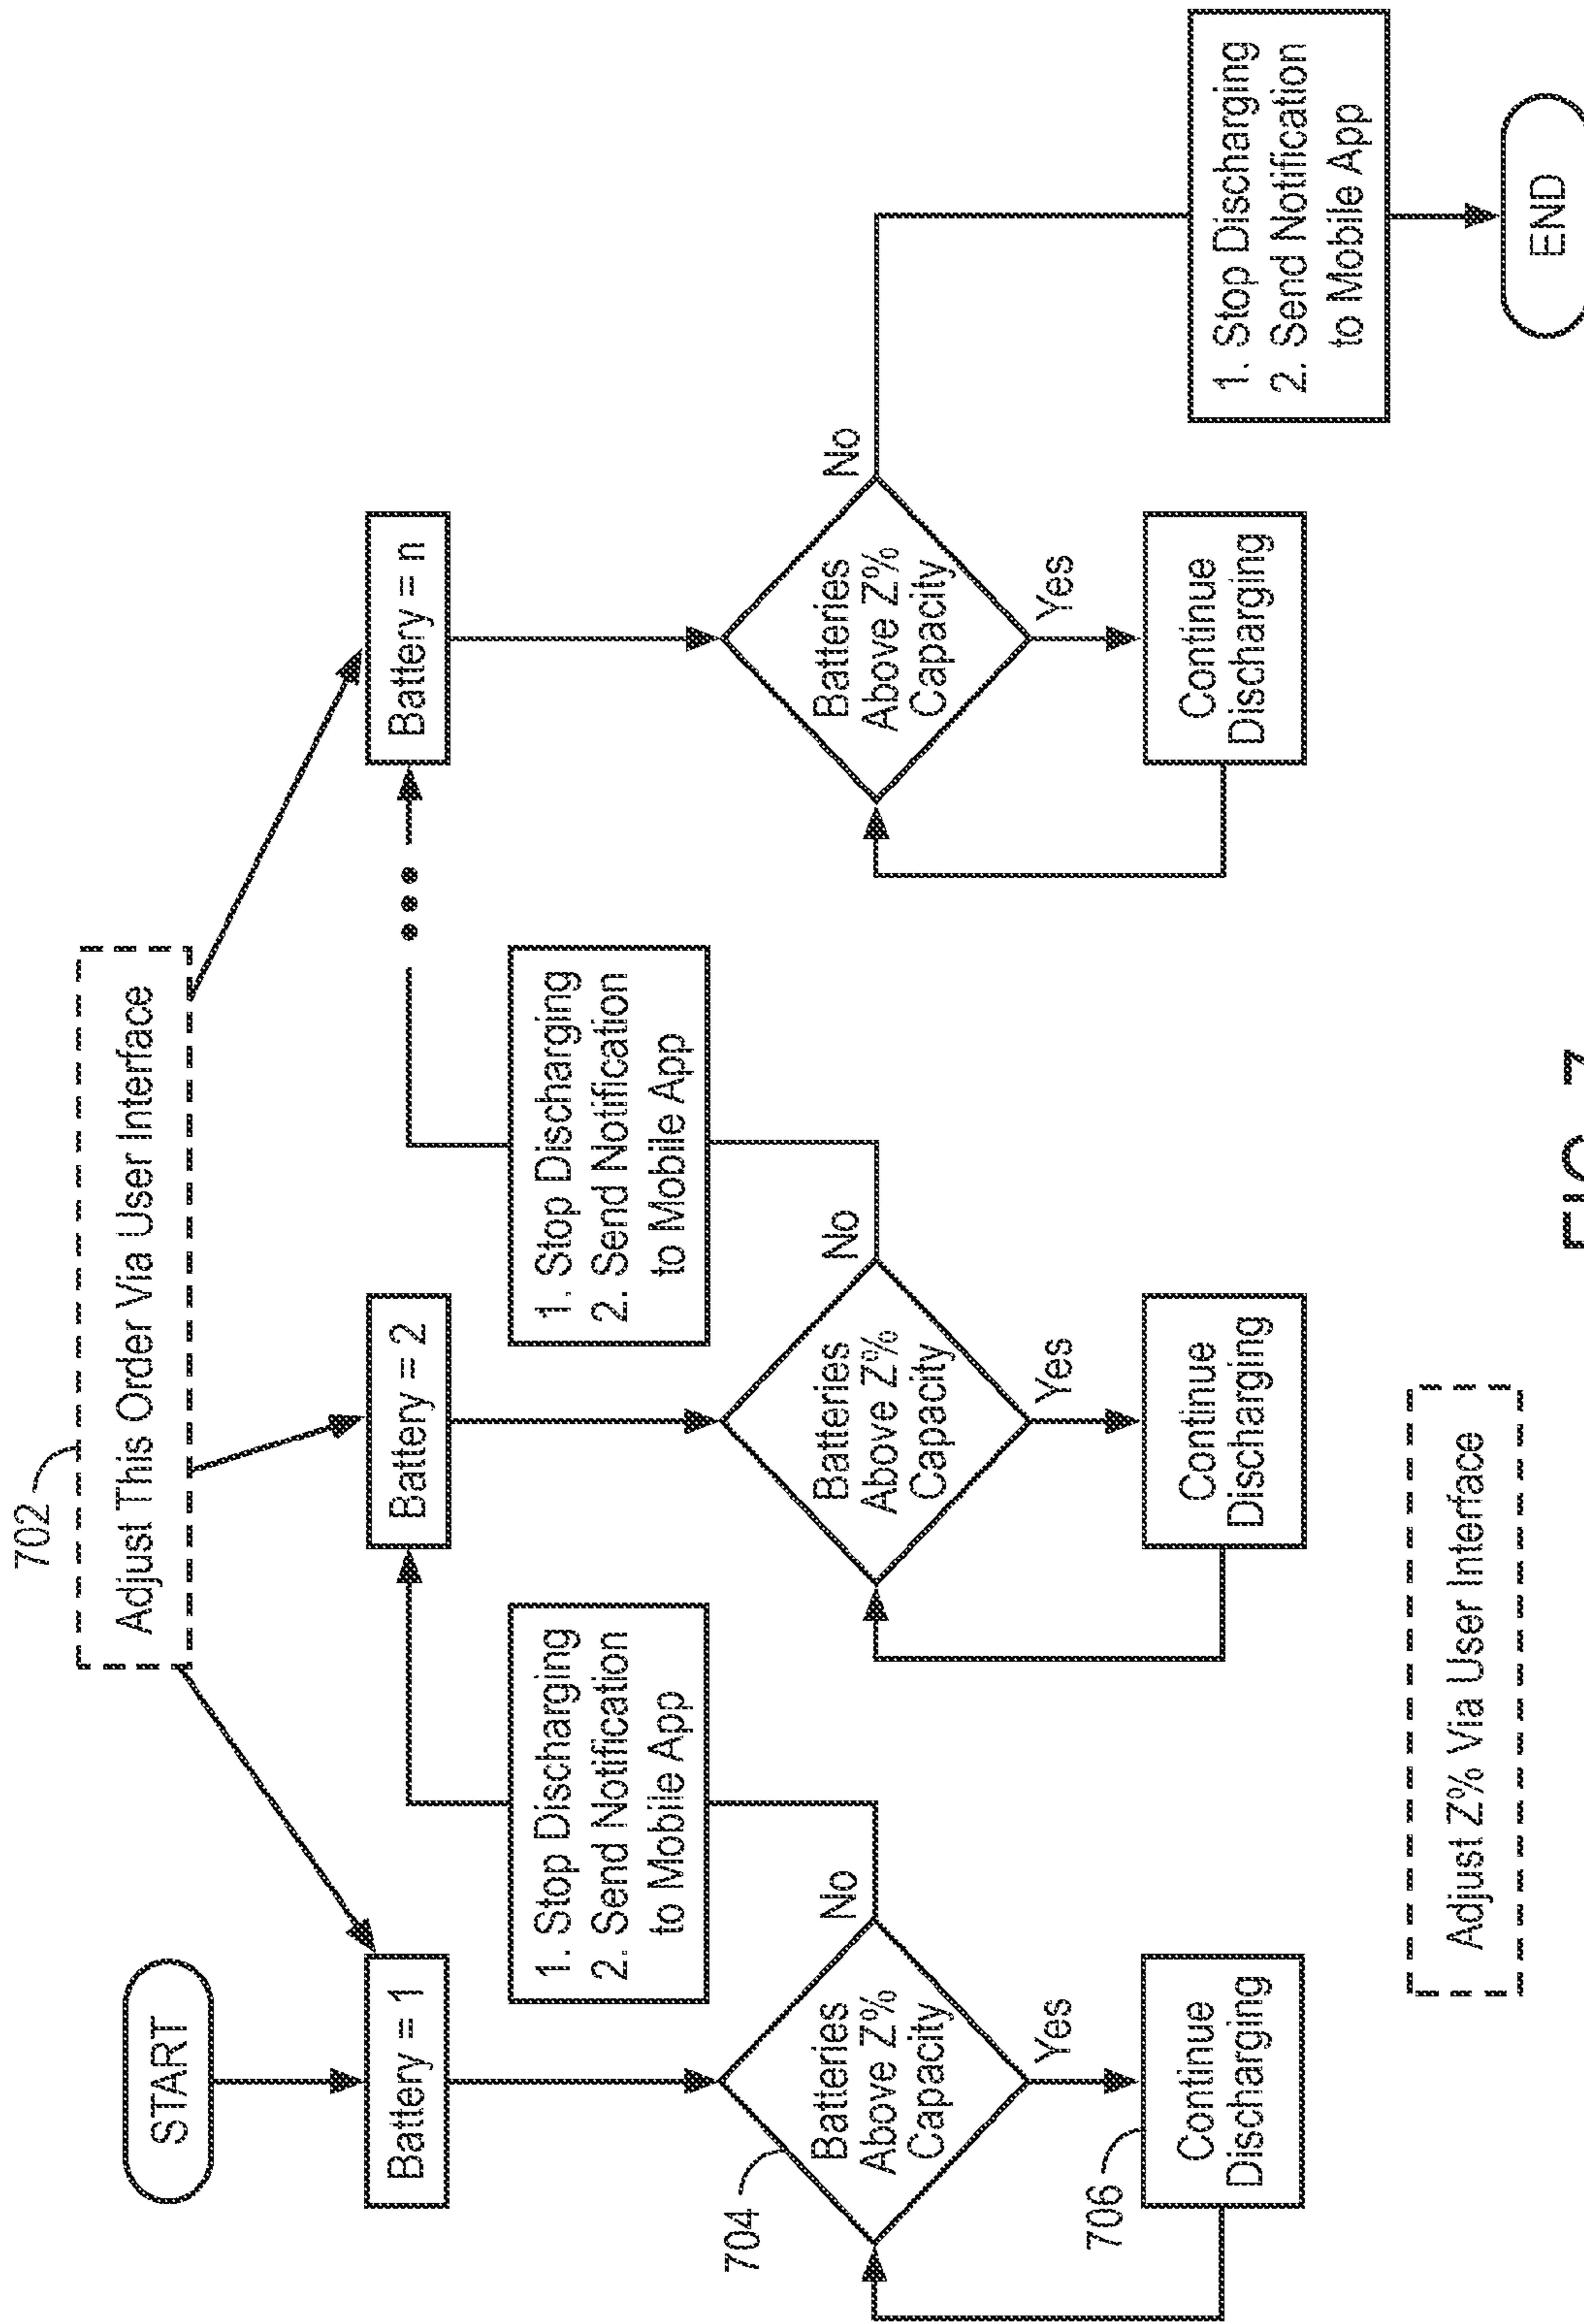 702
Adjust This Order Via User Interface
START
Battery = 1
Battery = 2
Battery = n
1. Stop Discharging
2. Send Notification
to Mobile App
1. Stop Discharging
2. Send Notification
to Mobile App
704
Batteries
Above Z%
Capacity
No
Yes
Batteries
Above Z%
Capacity
No
Yes
Batteries
Above Z%
Capacity
No
Yes
706
Continue
Discharging
Continue
Discharging
Continue
Discharging
1. Stop Discharging
2. Send Notification
to Mobile App
Adjust Z% Via User Interface
END